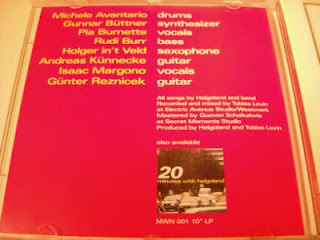 Michele Avantario drums
Gunnar Büttner synthesizer
Pia Burnette vocals
Rudi Burr bass
Holger in't Veld saxophone
Andreas Künnecke guitar
Isaac Margono vocals
Günter Reznicek guitar
All songs by Helgoland and band
Recorded and mixed by Tobias Levin
at Electric Avenue Studio/Westwerk
Mastered by Gueven Schalkalwis
at Secret Moments Studio
Produced by Helgoland and Tobias Levin
also available
20
minutes with helgoland
NWN 001 10" LP